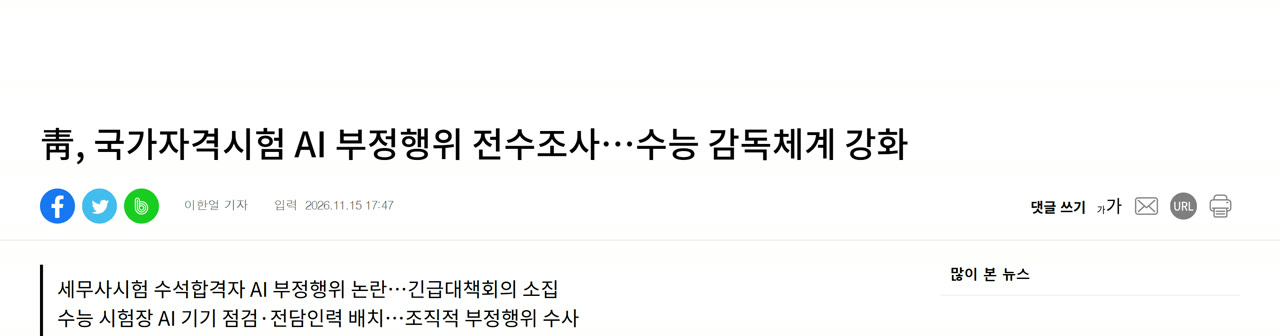 靑, 국가자격시험 AI 부정행위 전수조사…수능 감독체계 강화
이한얼 기자 입력 2026.11.15 17:47
댓글 쓰기 가가 URL
세무사시험 수석합격자 AI 부정행위 논란…긴급대책회의 소집
수능 시험장 AI 기기 점검·전담인력 배치…조직적 부정행위 수사
많이 본 뉴스